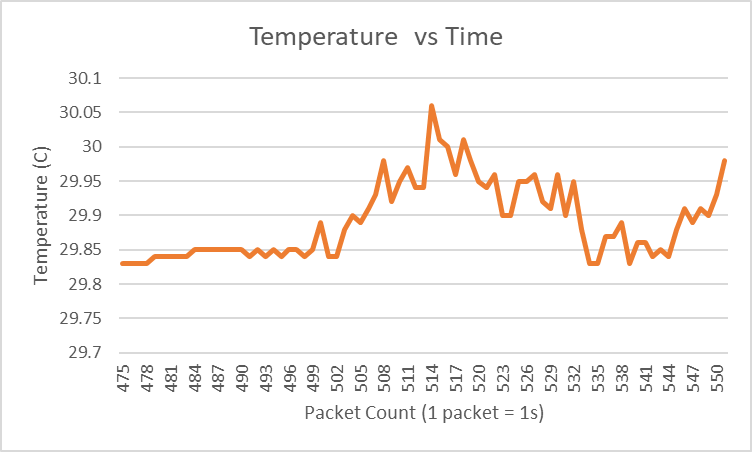 Temperature  vs Time
Temperature (C)
30.1
30.05
30
29.95
29.9
29.85
29.8
29.75
29.7
475 478 481 484 487 490 493 496 499 502 505 508 511 514 517 520 523 526 529 532 535 538 541 544 547 550
Packet Count (1 packet = 1s)